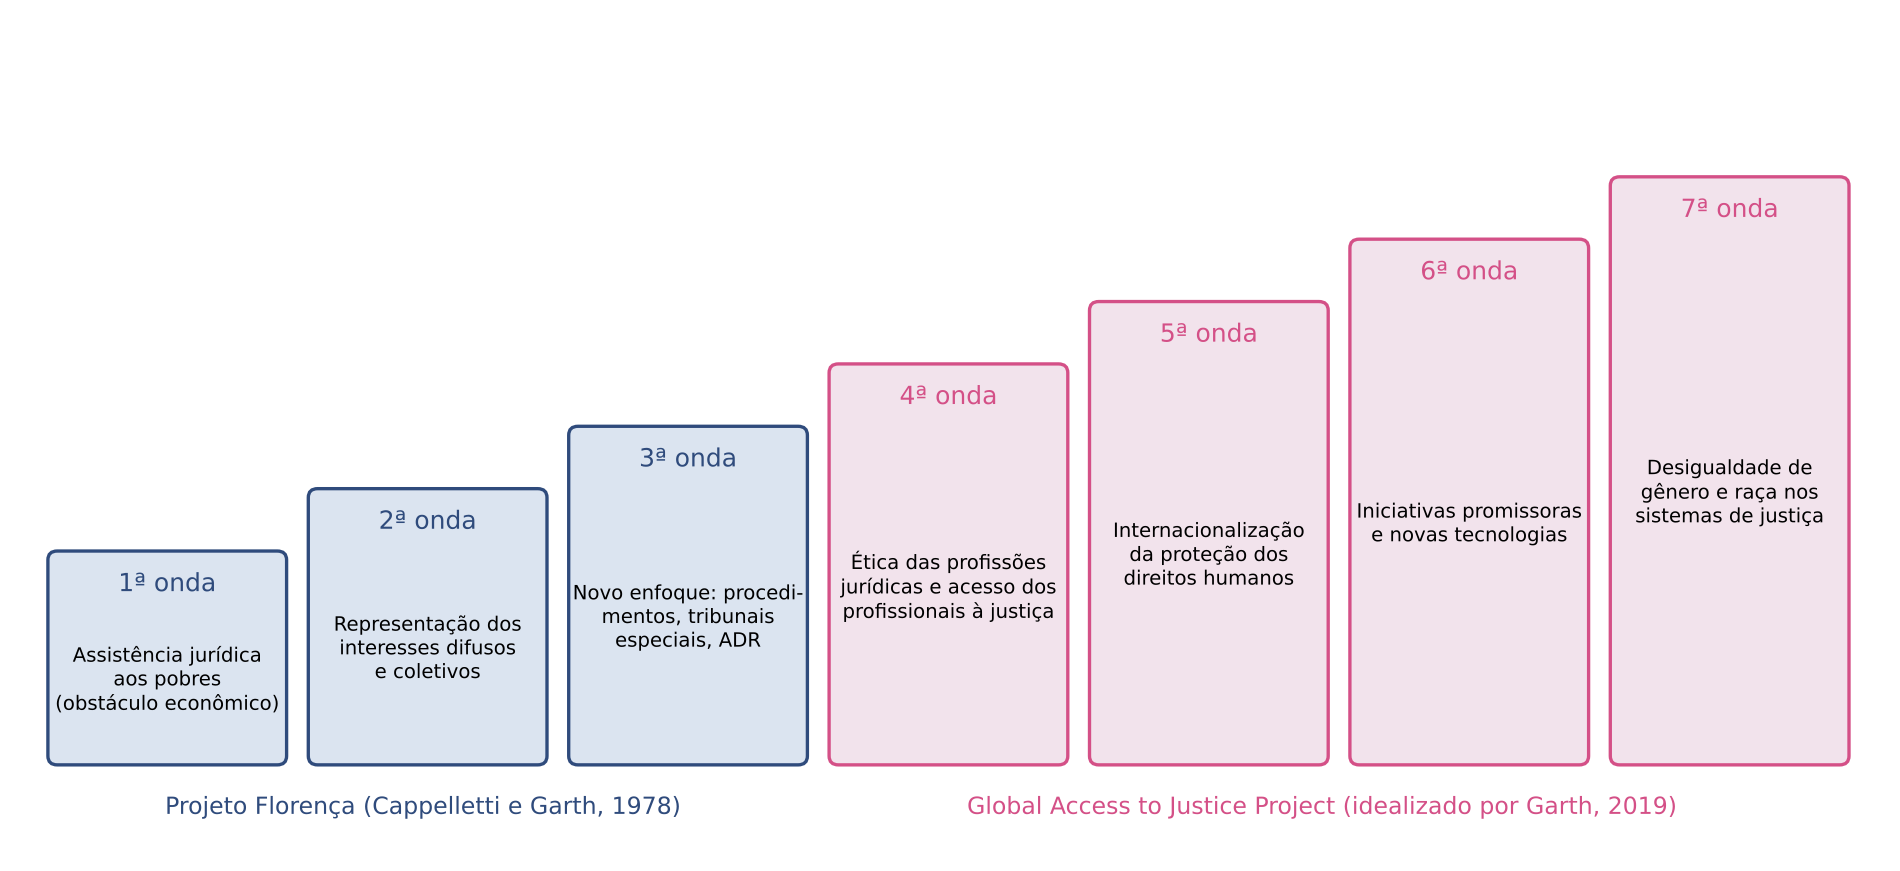 1ª onda
Assistência jurídica
aos pobres
(obstáculo econômico)
2ª onda
Representação dos
interesses difusos
e coletivos
3ª onda
Novo enfoque: procedi-
mentos, tribunais
especiais, ADR
4ª onda
Ética das profissões
jurídicas e acesso dos
profissionais à justiça
5ª onda
Internacionalização
da proteção dos
direitos humanos
6ª onda
Iniciativas promissoras
e novas tecnologias
7ª onda
Desigualdade de
gênero e raça nos
sistemas de justiça
Projeto Florença (Cappelletti e Garth, 1978)
Global Access to Justice Project (idealizado por Garth, 2019)